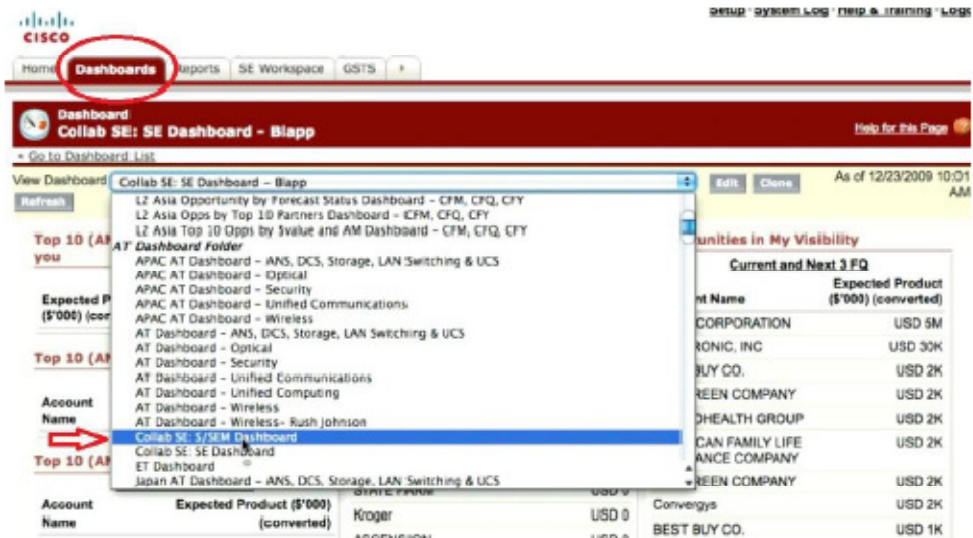 Setup · System Log · Help & Training · Logo
CISCO
Home Dashboards Reports SE Workspace GSTS
Dashboard
Collab SE: SE Dashboard – Blapp
Help for this Page
« Go to Dashboard List
View Dashboard Collab SE: SE Dashboard – Blapp Edit Clone As of 12/23/2009 10:01 AM
Refresh
L2 Asia Opportunity by Forecast Status Dashboard – CFM, CFQ, CFY
L2 Asia Opps by Top 10 Partners Dashboard – CFM, CFQ, CFY
L2 Asia Top 10 Opps by $value and AM Dashboard – CFM, CFQ, CFY
AT Dashboard Folder
APAC AT Dashboard – ANS, DCS, Storage, LAN Switching & UCS
APAC AT Dashboard – Optical
APAC AT Dashboard – Security
APAC AT Dashboard – Unified Communications
APAC AT Dashboard – Wireless
AT Dashboard – ANS, DCS, Storage, LAN Switching & UCS
AT Dashboard – Optical
AT Dashboard – Security
AT Dashboard – Unified Communications
AT Dashboard – Unified Computing
AT Dashboard – Wireless
AT Dashboard – Wireless– Rush Johnson
Collab SE: S/SEM Dashboard
Collab SE: SE Dashboard
ET Dashboard
Japan AT Dashboard – ANS, DCS, Storage, LAN Switching & UCS
Top 10 (AM
you
Expected P
($'000) (cor
Top 10 (AM
Account
Name
Top 10 (AM
Account Name
Expected Product ($'000) (converted)
STATE FARM USD 0
Kroger USD 0
ASCENSION USD 0
unities in My Visibility
Current and Next 3 FQ
nt Name
Expected Product
($'000) (converted)
CORPORATION USD 5M
RONIC, INC USD 30K
BUY CO. USD 2K
REEN COMPANY USD 2K
DHEALTH GROUP USD 2K
CAN FAMILY LIFE
ANCE COMPANY USD 2K
REEN COMPANY USD 2K
Convergys USD 2K
BEST BUY CO. USD 1K